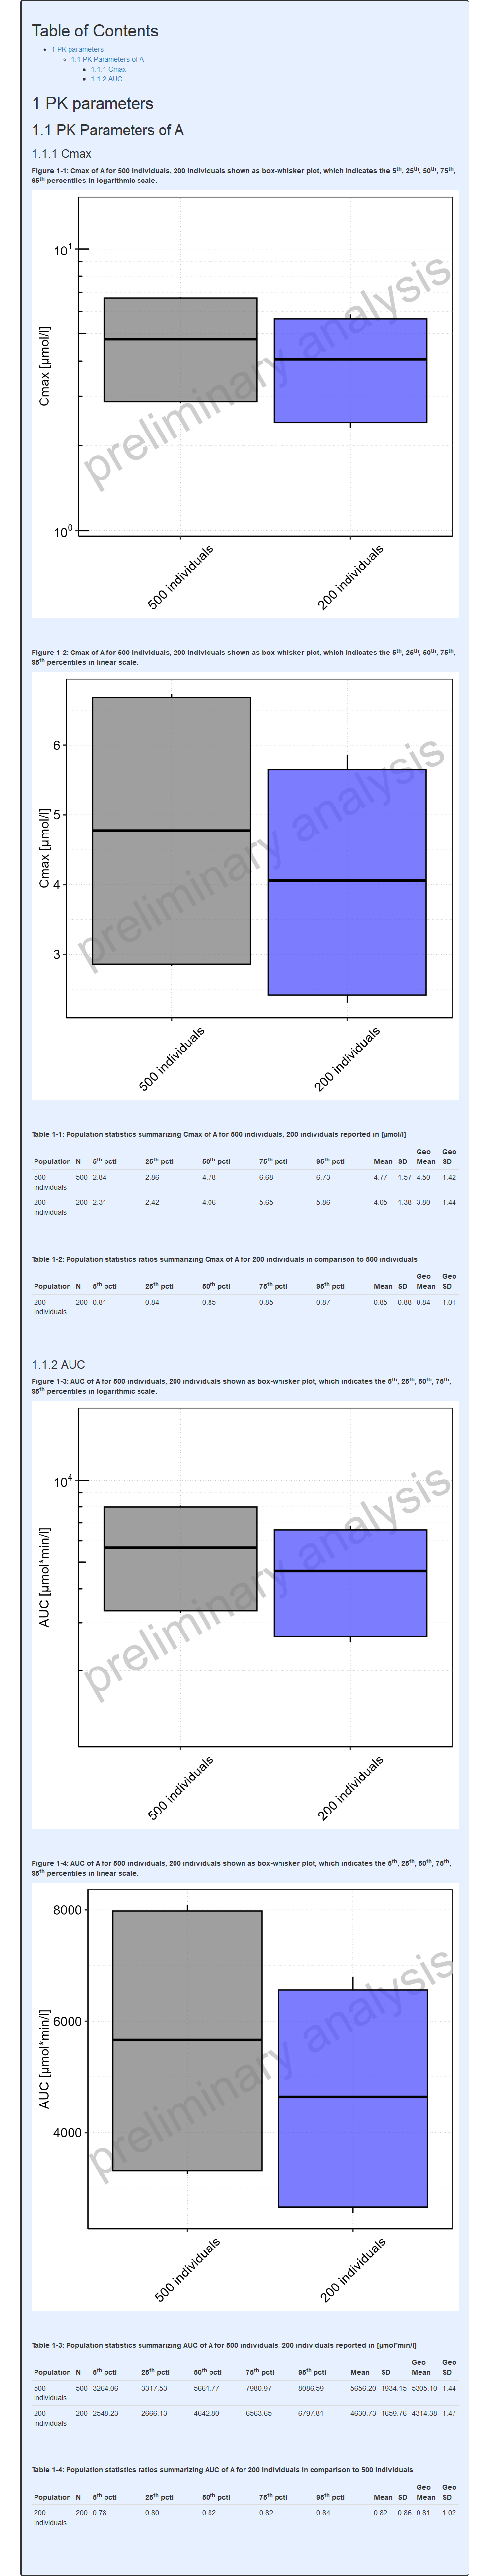 Table of Contents
• 1 PK parameters
◦ 1.1 PK Parameters of A
▪ 1.1.1 Cmax
▪ 1.1.2 AUC
1 PK parameters
1.1 PK Parameters of A
1.1.1 Cmax
Figure 1-1: Cmax of A for 500 individuals, 200 individuals shown as box-whisker plot, which indicates the 5th, 25th, 50th, 75th,
95th percentiles in logarithmic scale.
10^1
Cmax [µmol/l]
preliminary analysis
10^0
500 individuals
200 individuals
Figure 1-2: Cmax of A for 500 individuals, 200 individuals shown as box-whisker plot, which indicates the 5th, 25th, 50th, 75th,
95th percentiles in linear scale.
6
5
4
3
Cmax [µmol/l]
preliminary analysis
500 individuals
200 individuals
Table 1-1: Population statistics summarizing Cmax of A for 500 individuals, 200 individuals reported in [µmol/l]
Geo Geo
Population N 5th pctl 25th pctl 50th pctl 75th pctl 95th pctl Mean SD Mean SD
500 500 2.84 2.86 4.78 6.68 6.73 4.77 1.57 4.50 1.42
individuals
200 200 2.31 2.42 4.06 5.65 5.86 4.05 1.38 3.80 1.44
individuals
Table 1-2: Population statistics ratios summarizing Cmax of A for 200 individuals in comparison to 500 individuals
Geo Geo
Population N 5th pctl 25th pctl 50th pctl 75th pctl 95th pctl Mean SD Mean SD
200 200 0.81 0.84 0.85 0.85 0.87 0.85 0.88 0.84 1.01
individuals
1.1.2 AUC
Figure 1-3: AUC of A for 500 individuals, 200 individuals shown as box-whisker plot, which indicates the 5th, 25th, 50th, 75th,
95th percentiles in logarithmic scale.
10^4
AUC [µmol*min/l]
preliminary analysis
500 individuals
200 individuals
Figure 1-4: AUC of A for 500 individuals, 200 individuals shown as box-whisker plot, which indicates the 5th, 25th, 50th, 75th,
95th percentiles in linear scale.
8000
6000
4000
AUC [µmol*min/l]
preliminary analysis
500 individuals
200 individuals
Table 1-3: Population statistics summarizing AUC of A for 500 individuals, 200 individuals reported in [µmol*min/l]
Geo Geo
Population N 5th pctl 25th pctl 50th pctl 75th pctl 95th pctl Mean SD Mean SD
500 500 3264.06 3317.53 5661.77 7980.97 8086.59 5656.20 1934.15 5305.10 1.44
individuals
200 200 2548.23 2666.13 4642.80 6563.65 6797.81 4630.73 1659.76 4314.38 1.47
individuals
Table 1-4: Population statistics ratios summarizing AUC of A for 200 individuals in comparison to 500 individuals
Geo Geo
Population N 5th pctl 25th pctl 50th pctl 75th pctl 95th pctl Mean SD Mean SD
200 200 0.78 0.80 0.82 0.82 0.84 0.82 0.86 0.81 1.02
individuals